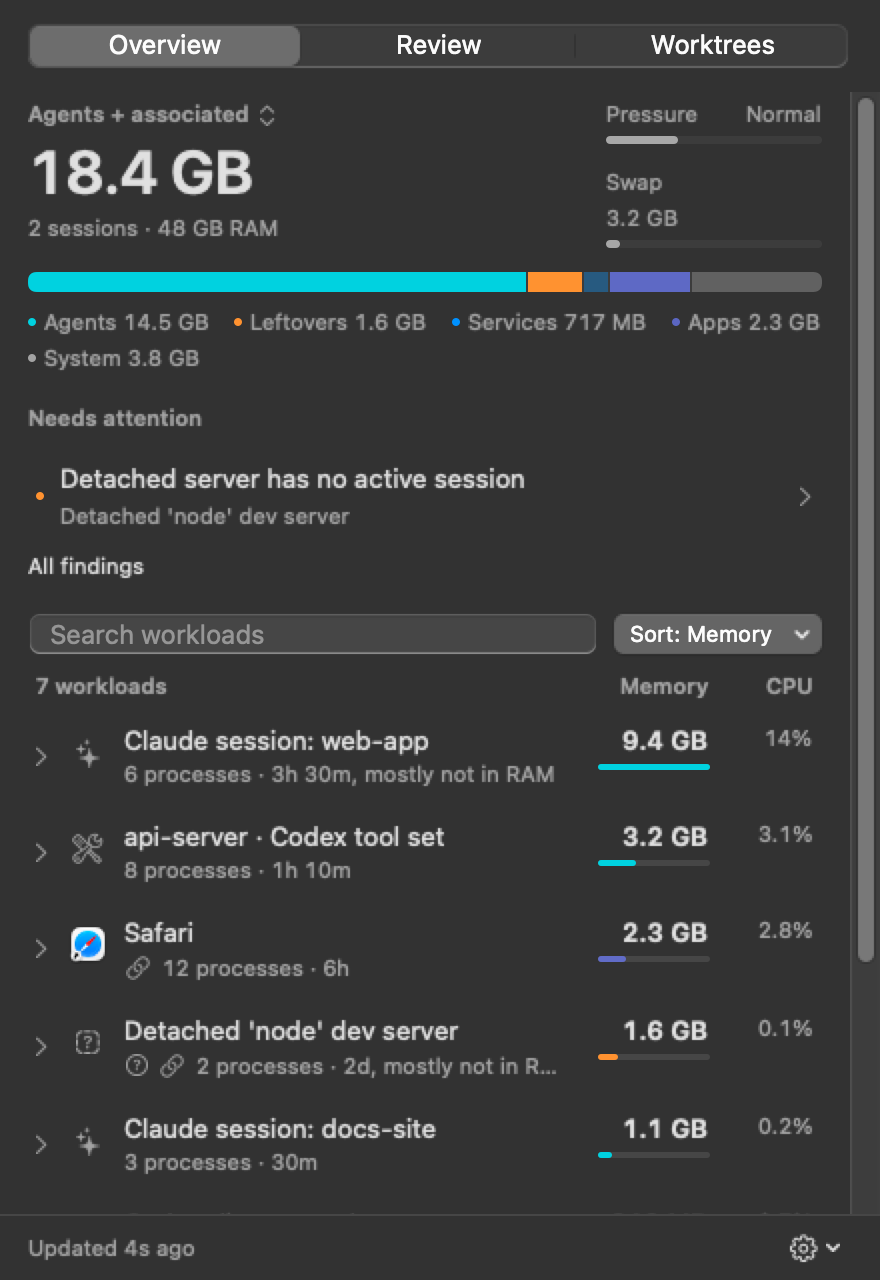 Overview Review Worktrees
Agents + associated
Pressure Normal
18.4 GB
Swap
3.2 GB
2 sessions · 48 GB RAM
Agents 14.5 GB Leftovers 1.6 GB Services 717 MB Apps 2.3 GB
System 3.8 GB
Needs attention
Detached server has no active session
Detached 'node' dev server
All findings
Search workloads Sort: Memory
7 workloads Memory CPU
Claude session: web-app 9.4 GB 14%
6 processes · 3h 30m, mostly not in RAM
api-server · Codex tool set 3.2 GB 3.1%
8 processes · 1h 10m
Safari 2.3 GB 2.8%
12 processes · 6h
Detached 'node' dev server 1.6 GB 0.1%
2 processes · 2d, mostly not in R...
Claude session: docs-site 1.1 GB 0.2%
3 processes · 30m
Updated 4s ago